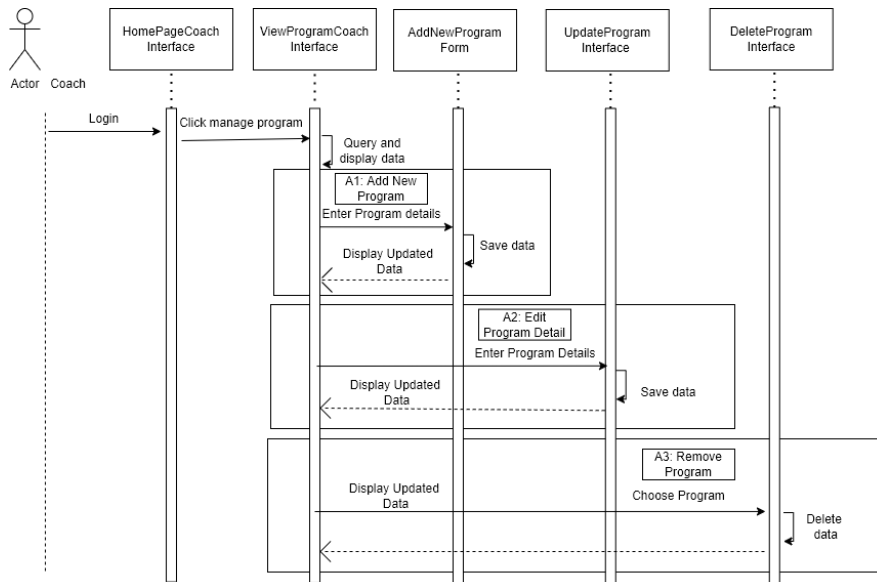 HomePageCoach
Interface
ViewProgramCoach
Interface
AddNewProgram
Form
UpdateProgram
Interface
DeleteProgram
Interface
Actor Coach
Login
Click manage program
Query and
display data
A1: Add New
Program
Enter Program details
Save data
Display Updated
Data
A2: Edit
Program Detail
Enter Program Details
Display Updated
Data
Save data
A3: Remove
Program
Display Updated
Data
Choose Program
Delete
data